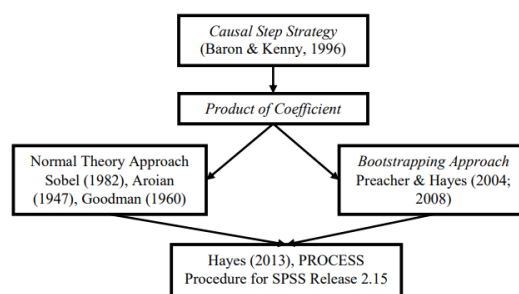 Causal Step Strategy
(Baron & Kenny, 1996)
Product of Coefficient
Normal Theory Approach
Sobel (1982), Aroian
(1947), Goodman (1960)
Bootstrapping Approach
Preacher & Hayes (2004;
2008)
Hayes (2013), PROCESS
Procedure for SPSS Release 2.15